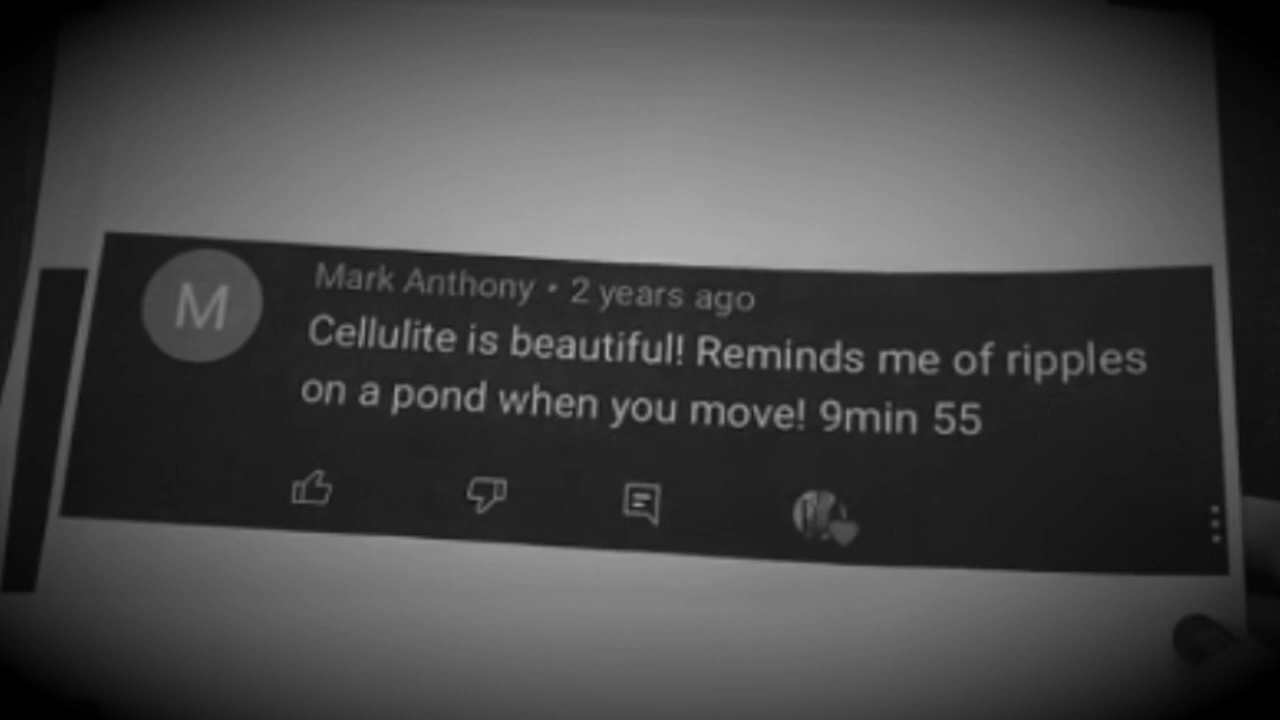 M
Mark Anthony • 2 years ago
Cellulite is beautiful! Reminds me of ripples
on a pond when you move! 9min 55